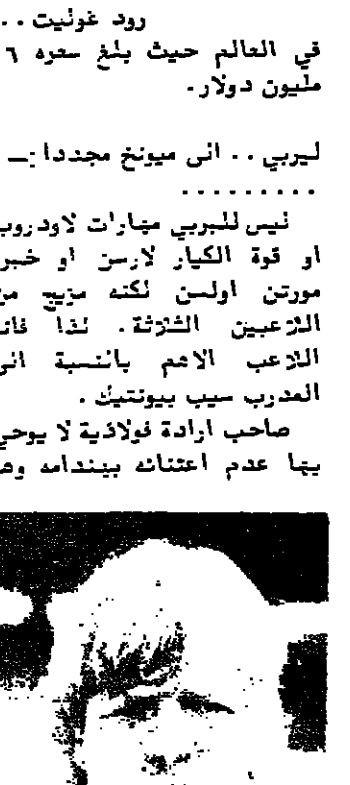 رود غوليت ..
في العالم حيث بلغ سعره ٦
مليون دولار .
ليربي .. الى ميونخ مجددا :ـ
.........
ليس لليربي مهارات لاودروب
او قوة الكيار لارسن او خبر
مورتن اولسن لكنه مزيج من
اللاعبين الثلاثة . لذا فان
اللاعب الاهم بالنسبة الى
المدرب سيب بيونتيك .
صاحب ارادة فولاذية لا يوحي
بها عدم اعتنائه بهندامه وهو